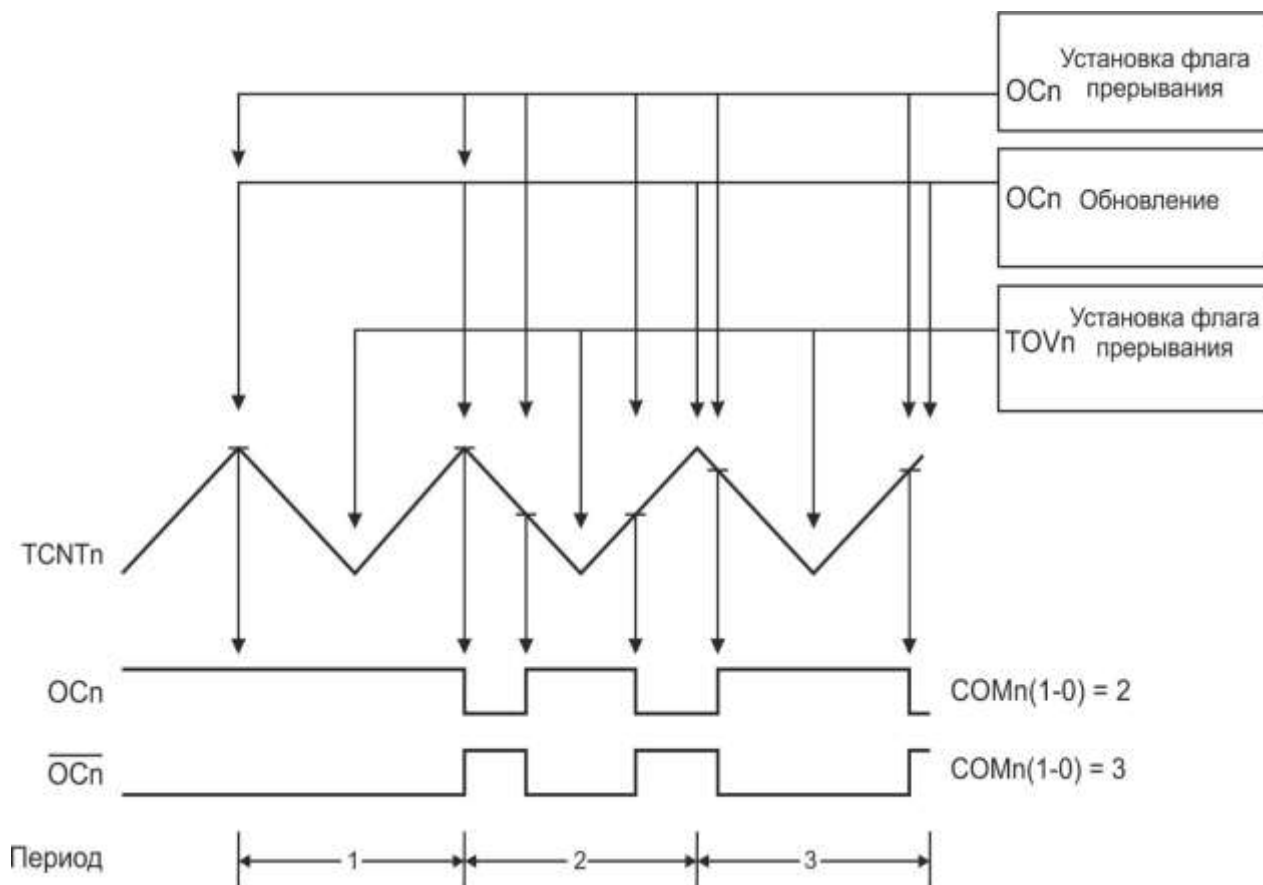 Установка флага
OCn прерывания
OCn Обновление
Установка флага
TOVn прерывания
TCNTn
OCn
COMn(1-0) = 2
OCn
COMn(1-0) = 3
Период
1
2
3